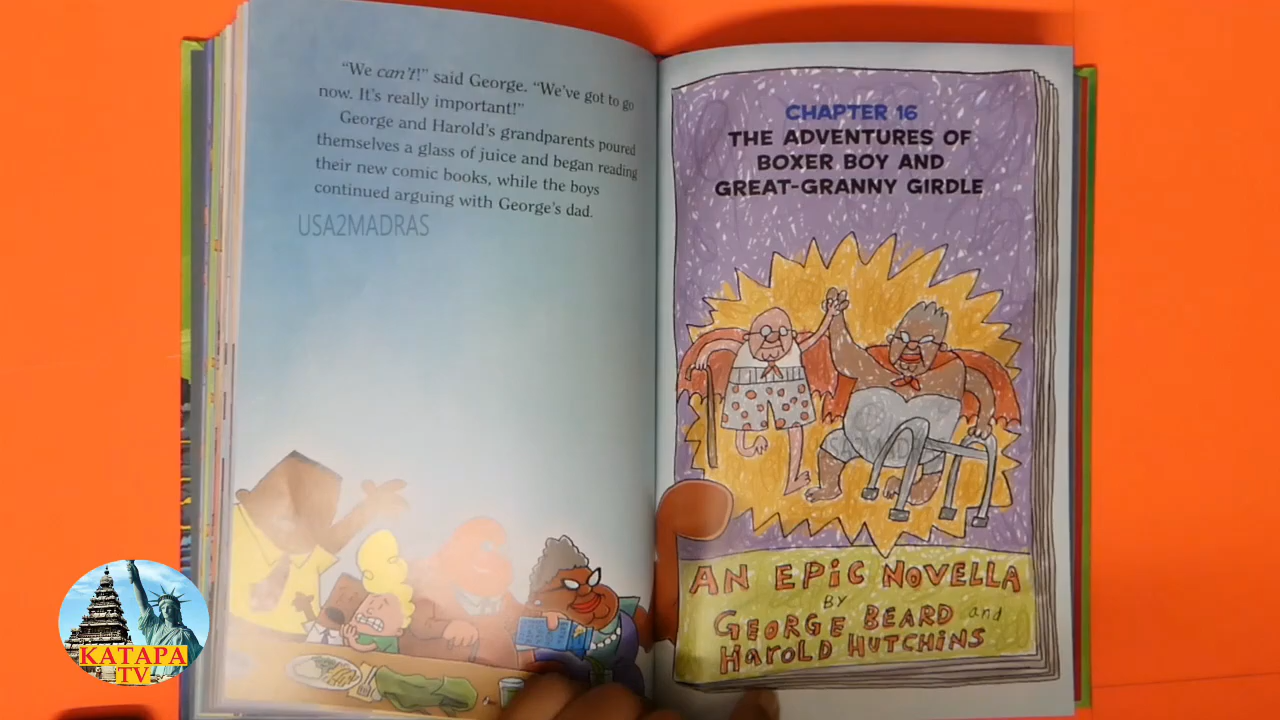 "We can't!" said George. "We've got to go
now. It's really important!"
George and Harold's grandparents poured
themselves a glass of juice and began reading
their new comic books, while the boys
continued arguing with George's dad.
USA2MADRAS
CHAPTER 16
THE ADVENTURES OF
BOXER BOY AND
GREAT-GRANNY GIRDLE
AN EPiC NOVELLA
BY
GEORGE BEARD and
HAROLD HUTCHINS
KATAPA
TV